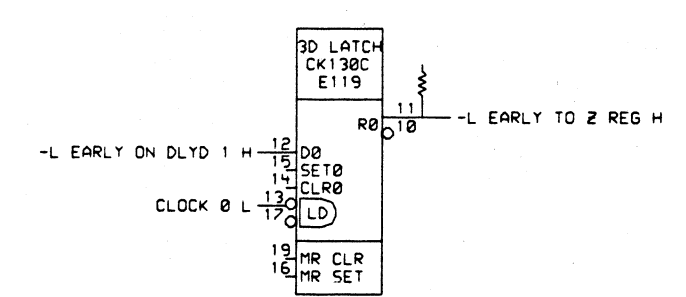 3D LATCH
CK130C
E119
11
R0 10
-L EARLY TO Z REG H
-L EARLY ON DLYD 1 H 12 D0
15 SET0
14 CLR0
CLOCK 0 L 13
17 LD
19 MR CLR
16 MR SET